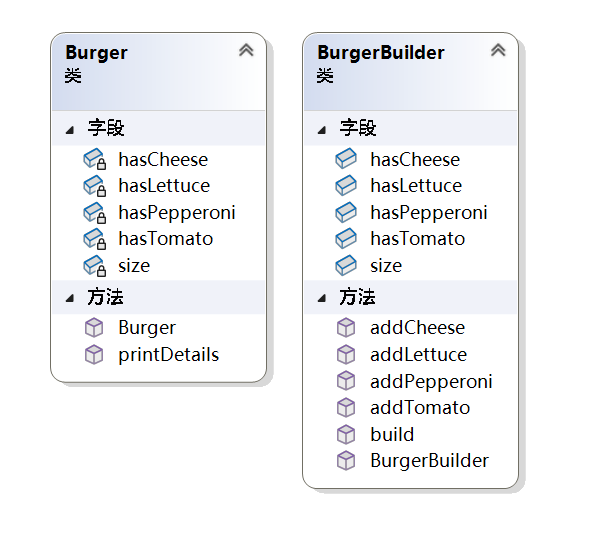 Burger
类
字段
hasCheese
hasLettuce
hasPepperoni
hasTomato
size
方法
Burger
printDetails
BurgerBuilder
类
字段
hasCheese
hasLettuce
hasPepperoni
hasTomato
size
方法
addCheese
addLettuce
addPepperoni
addTomato
build
BurgerBuilder